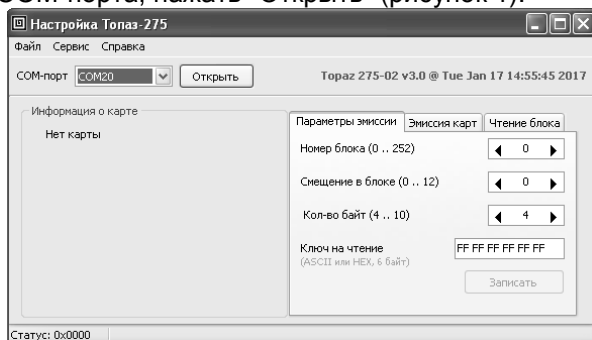 СОМ-порта, нажать "Открыть" (рисунок 1).
Настройка Топаз-275
Файл Сервис Справка
COM-порт COM20 Открыть Topaz 275-02 v3.0 @ Tue Jan 17 14:55:45 2017
Информация о карте
Нет карты
Параметры эмиссии Эмиссия карт Чтение блока
Номер блока (0 .. 252) 0
Смещение в блоке (0 .. 12) 0
Кол-во байт (4 .. 10) 4
Ключ на чтение FF FF FF FF FF FF
(ASCII или HEX, 6 байт)
Записать
Статус: 0x0000